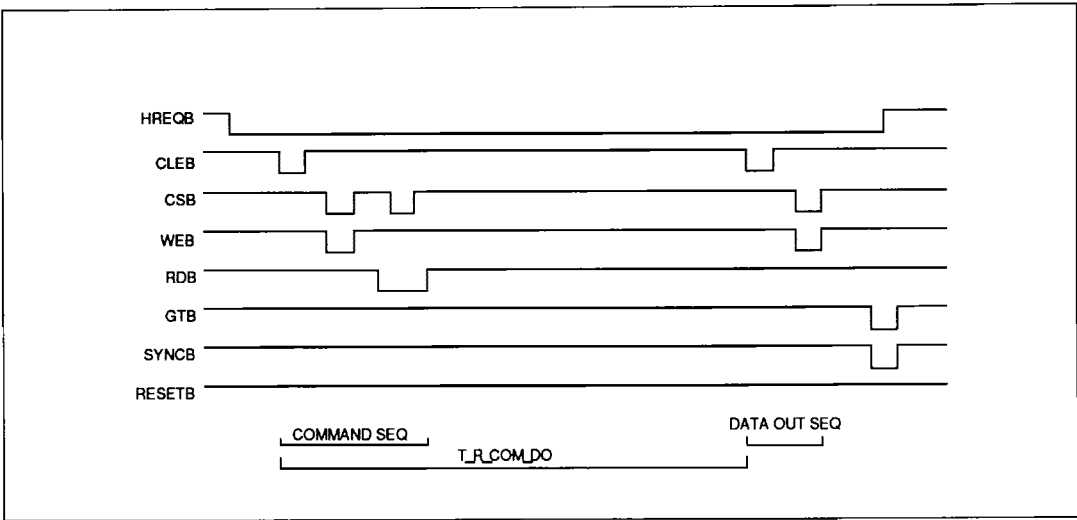 HREQB
CLEB
CSB
WEB
RDB
GTB
SYNCB
RESETB
COMMAND SEQ
DATA OUT SEQ
T_R_COM_DO